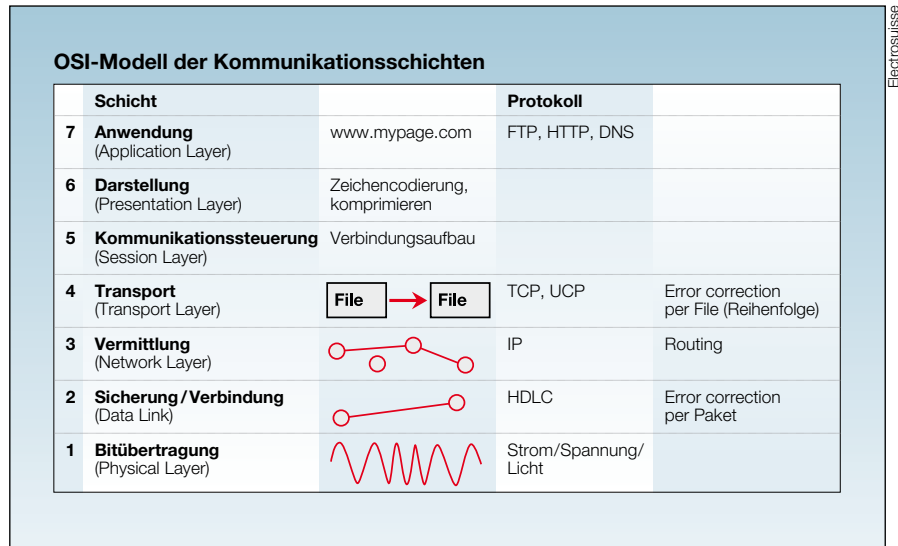 Electrosuisse
OSI-Modell der Kommunikationsschichten
Schicht Protokoll
7 Anwendung www.mypage.com FTP, HTTP, DNS
(Application Layer)
6 Darstellung Zeichencodierung,
(Presentation Layer) komprimieren
5 Kommunikationssteuerung Verbindungsaufbau
(Session Layer)
4 Transport File File TCP, UCP Error correction
(Transport Layer) per File (Reihenfolge)
3 Vermittlung IP Routing
(Network Layer)
2 Sicherung/Verbindung HDLC Error correction
(Data Link) per Paket
1 Bitübertragung Strom/Spannung/
(Physical Layer) Licht